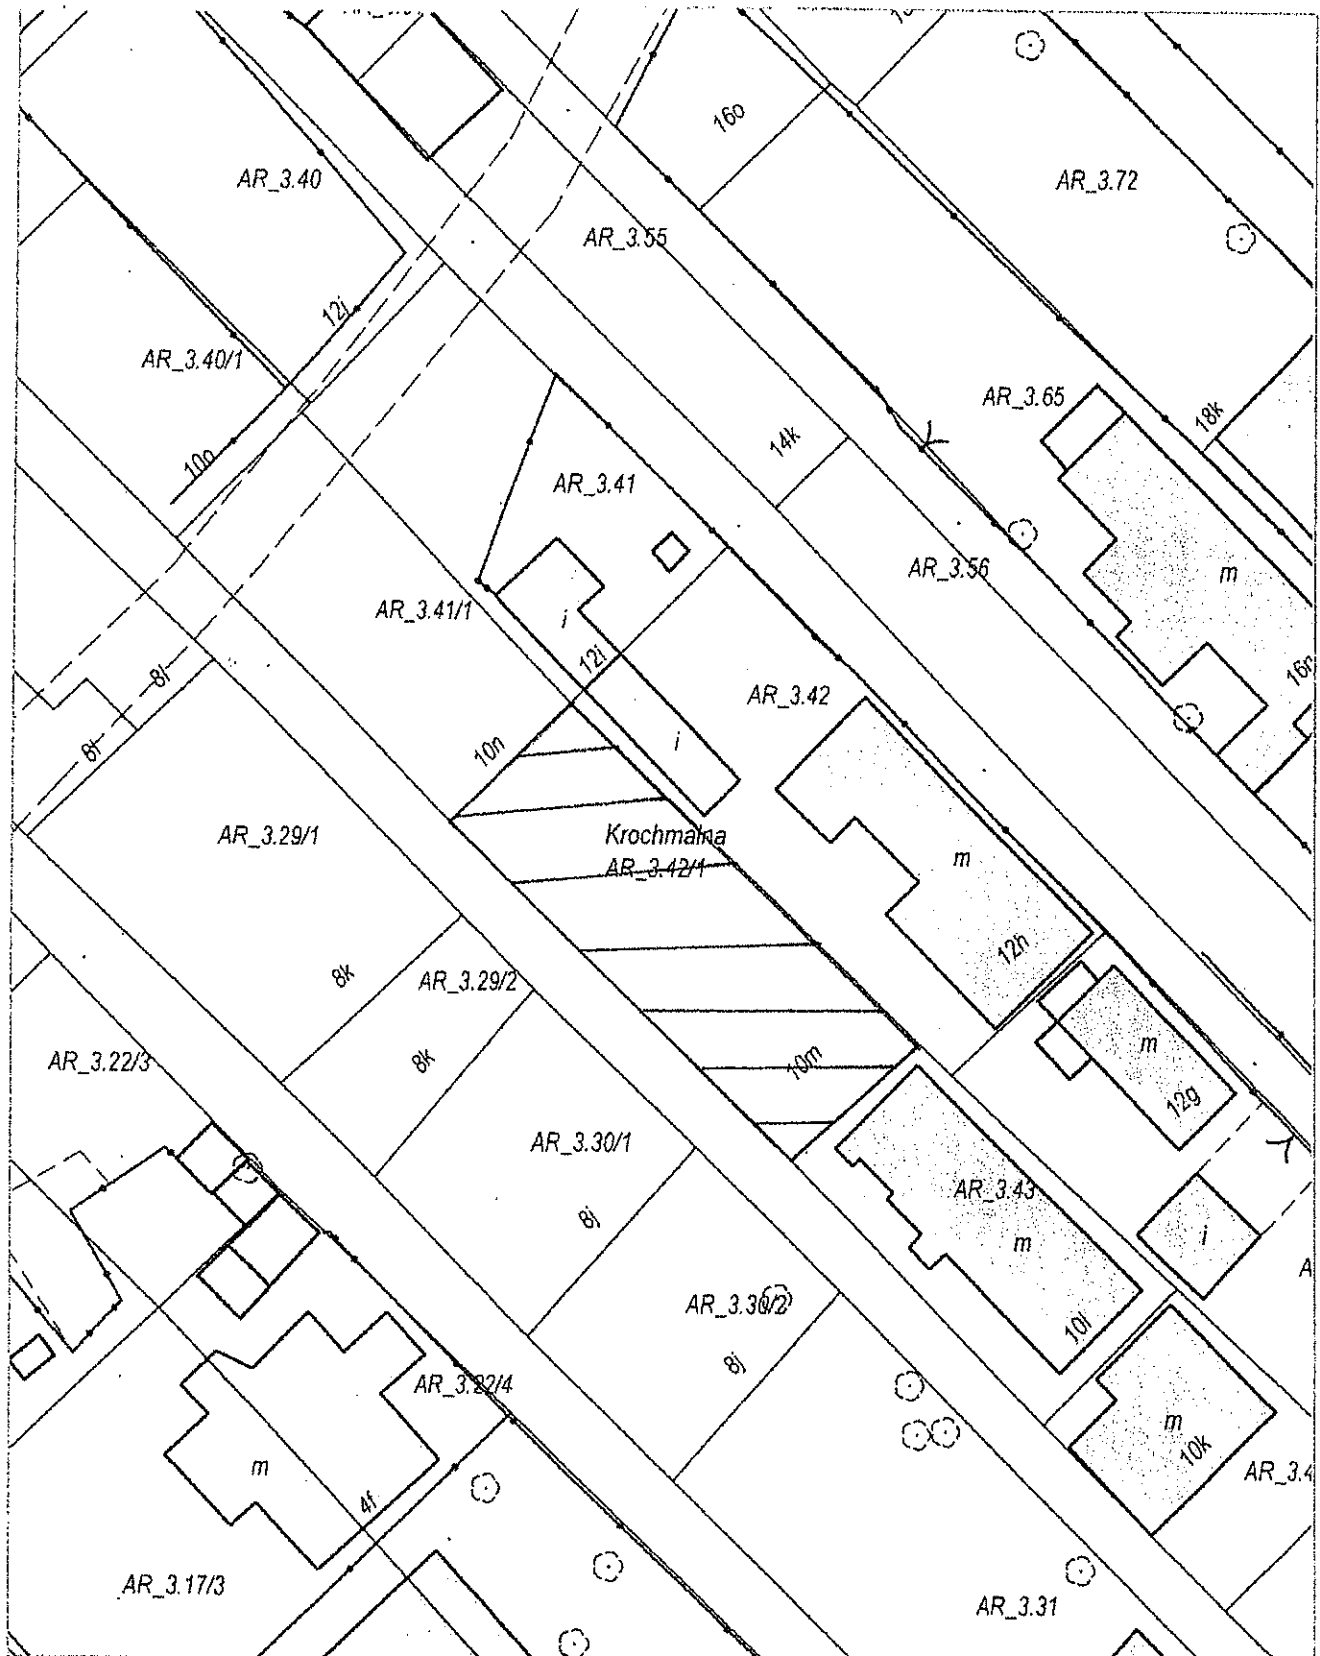 16o
AR_3.40
AR_3.72
AR_3.55
12j
AR_3.40/1
AR_3.65
18k
14k
10o
AR_3.41
AR_3.56
m
AR_3.41/1
i
12i
8l
AR_3.42
10n
i
8l
AR_3.29/1
Krochmalna
AR_3.42/1
m
12h
8k
AR_3.29/2
8k
AR_3.22/3
10m
m
12g
AR_3.30/1
AR_3.43
8j
m
i
AR_3.30/2
10l
8j
AR_3.22/4
m
10k
m
4f
AR_3.17/3
AR_3.31